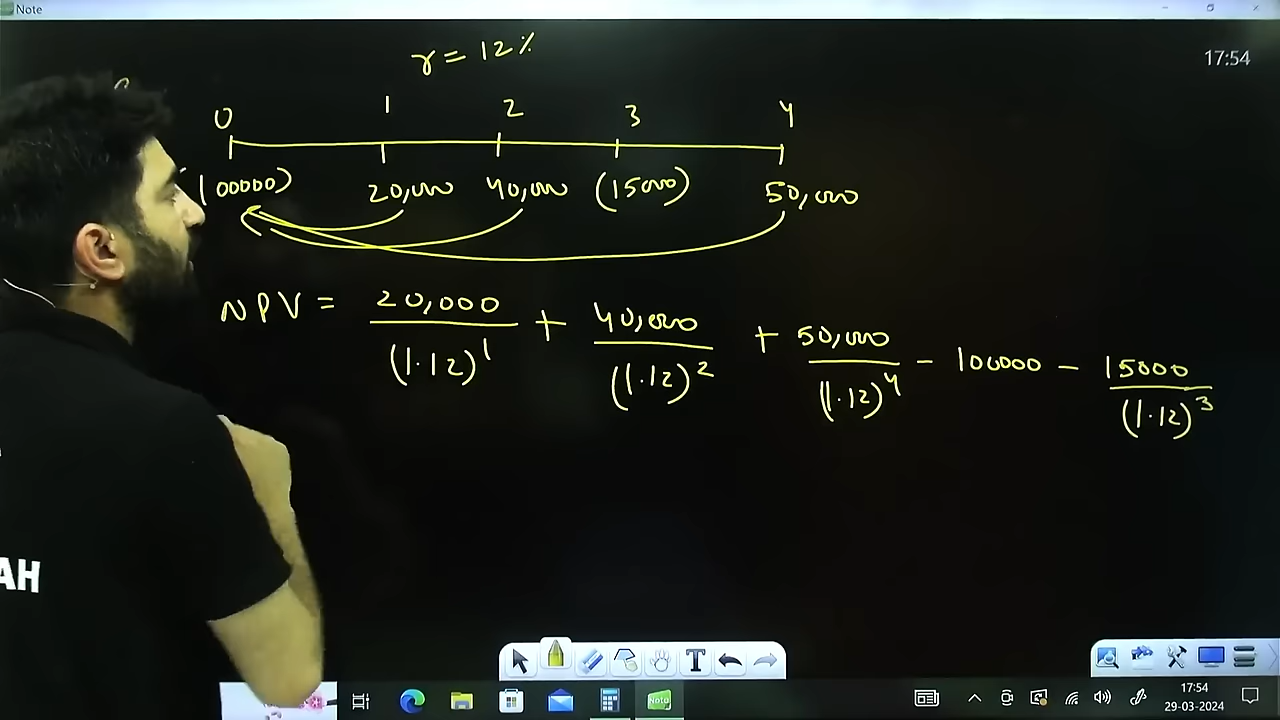 Note
r = 12%
17:54
0 1 2 3 4
(100000) 20,000 40,000 (15000) 50,000
NPV = 20,000/(1.12)^1 + 40,000/(1.12)^2 + 50,000/(1.12)^4 - 100000 - 15000/(1.12)^3
AH
T
NOTE
17:54
29-03-2024